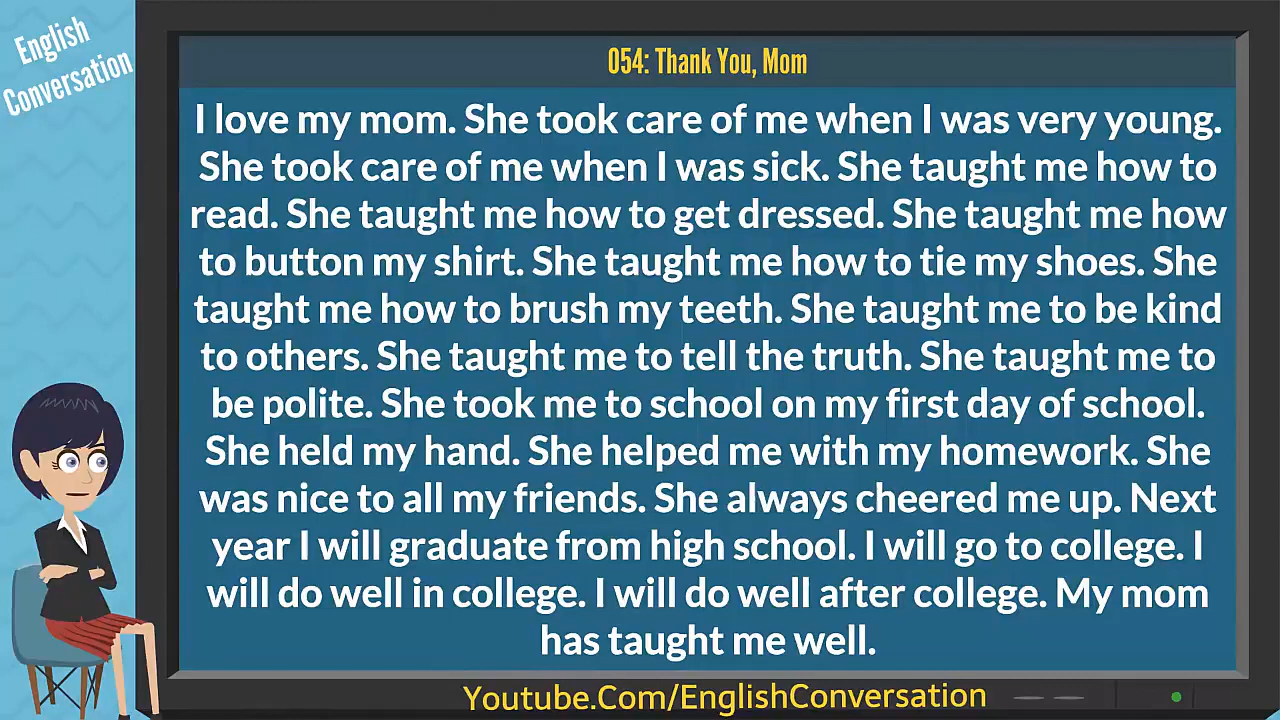 English
Conversation
054: Thank You, Mom
I love my mom. She took care of me when I was very young.
She took care of me when I was sick. She taught me how to
read. She taught me how to get dressed. She taught me how
to button my shirt. She taught me how to tie my shoes. She
taught me how to brush my teeth. She taught me to be kind
to others. She taught me to tell the truth. She taught me to
be polite. She took me to school on my first day of school.
She held my hand. She helped me with my homework. She
was nice to all my friends. She always cheered me up. Next
year I will graduate from high school. I will go to college. I
will do well in college. I will do well after college. My mom
has taught me well.
Youtube.Com/EnglishConversation